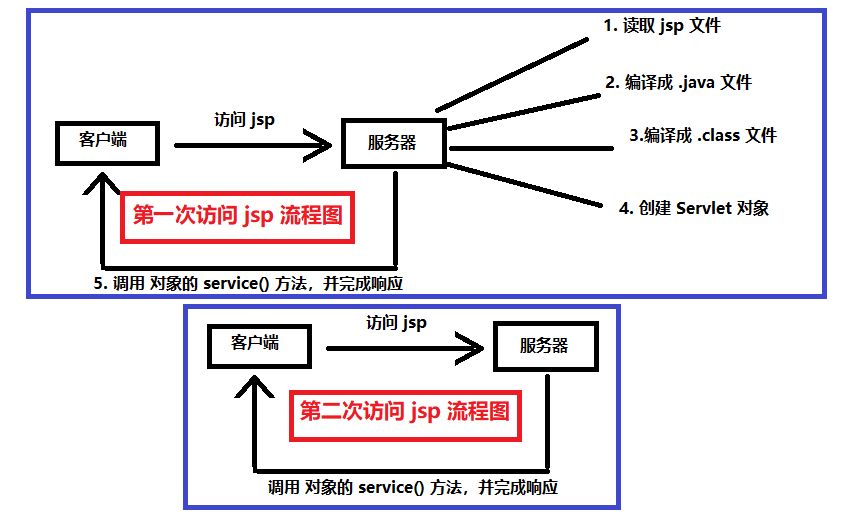 1. 读取 jsp 文件
2. 编译成 .java 文件
访问 jsp
3.编译成 .class 文件
客户端
服务器
第一次访问 jsp 流程图
4. 创建 Servlet 对象
5. 调用 对象的 service() 方法，并完成响应
访问 jsp
客户端
服务器
第二次访问 jsp 流程图
调用 对象的 service() 方法，并完成响应